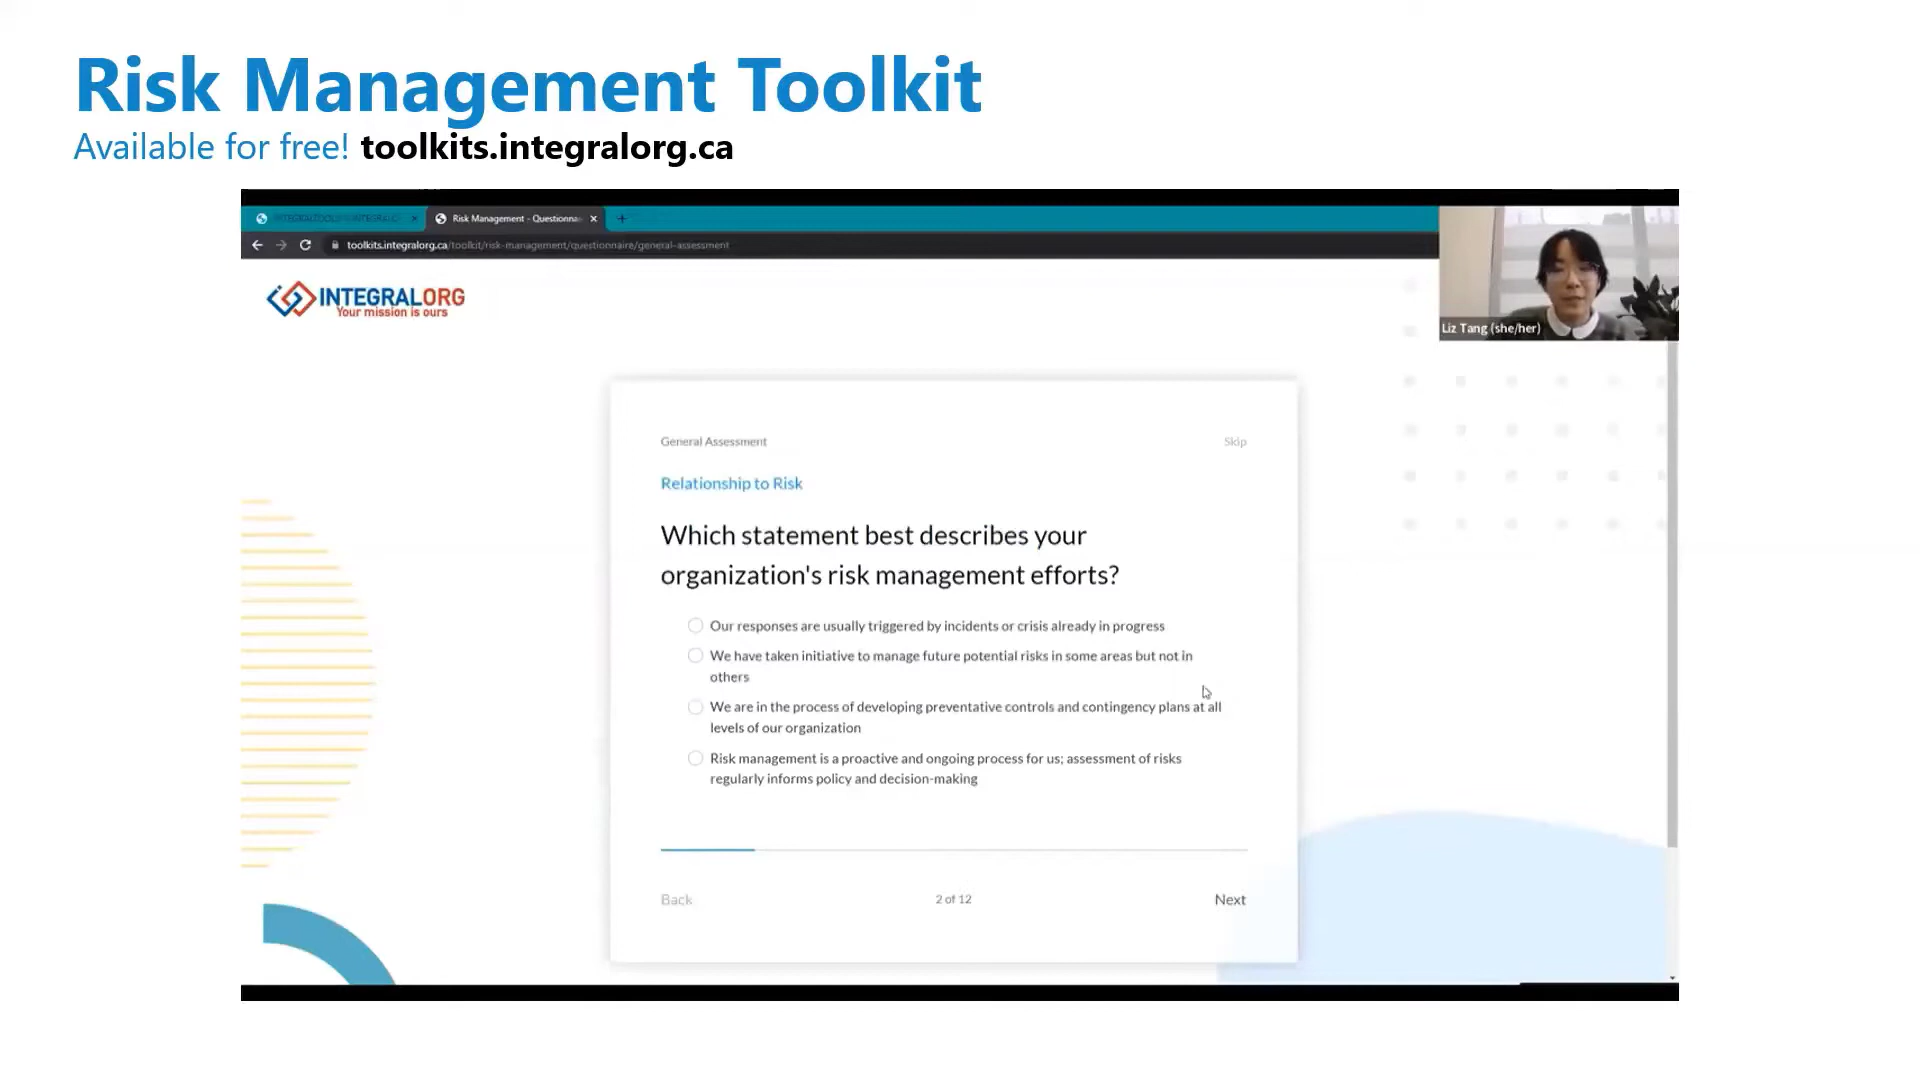 Risk Management Toolkit
Available for free! toolkits.integralorg.ca
Risk Management - Questionna
toolkits.integralorg.ca/toolkit/risk-management/questionnaire/general-assessment
INTEGRALORG
Your mission is ours
Liz Tang (she/her)
General Assessment
Skip
Relationship to Risk
Which statement best describes your
organization's risk management efforts?
Our responses are usually triggered by incidents or crisis already in progress
We have taken initiative to manage future potential risks in some areas but not in
others
We are in the process of developing preventative controls and contingency plans at all
levels of our organization
Risk management is a proactive and ongoing process for us; assessment of risks
regularly informs policy and decision-making
Back
2 of 12
Next